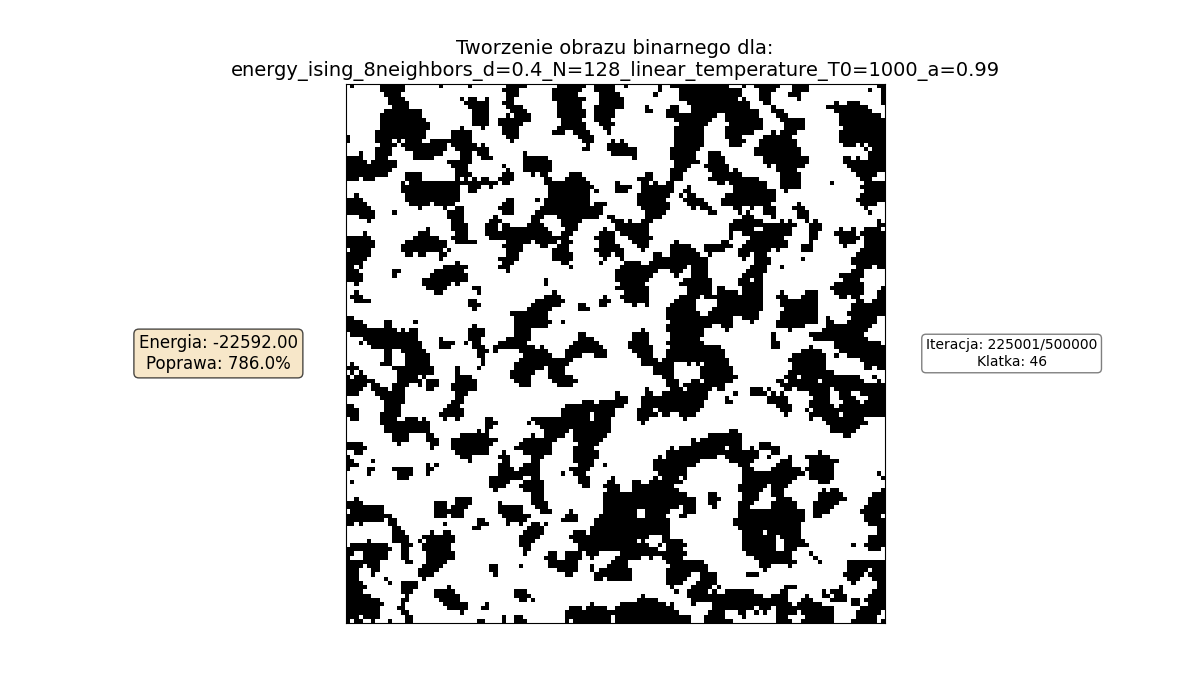 Tworzenie obrazu binarnego dla:
energy_ising_8neighbors_d=0.4_N=128_linear_temperature_T0=1000_a=0.99
Energia: -22592.00
Poprawa: 786.0%
Iteracja: 225001/500000
Klatka: 46